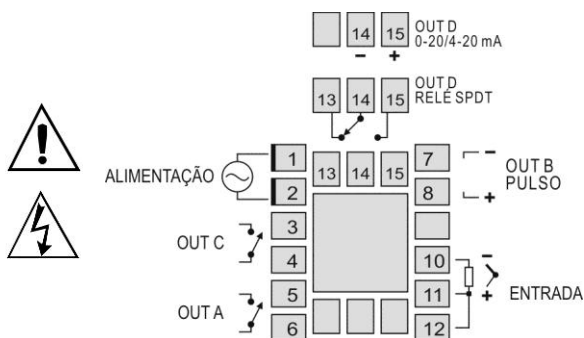 14 15 OUT D
0-20/4-20 mA
- +
13 14 15 OUT D
RELÉ SPDT
ALIMENTAÇÃO
1
2
13 14 15
7 -
8 +
OUT B
PULSO
OUT C
3
4
10 -
11 +
12
ENTRADA
OUT A
5
6